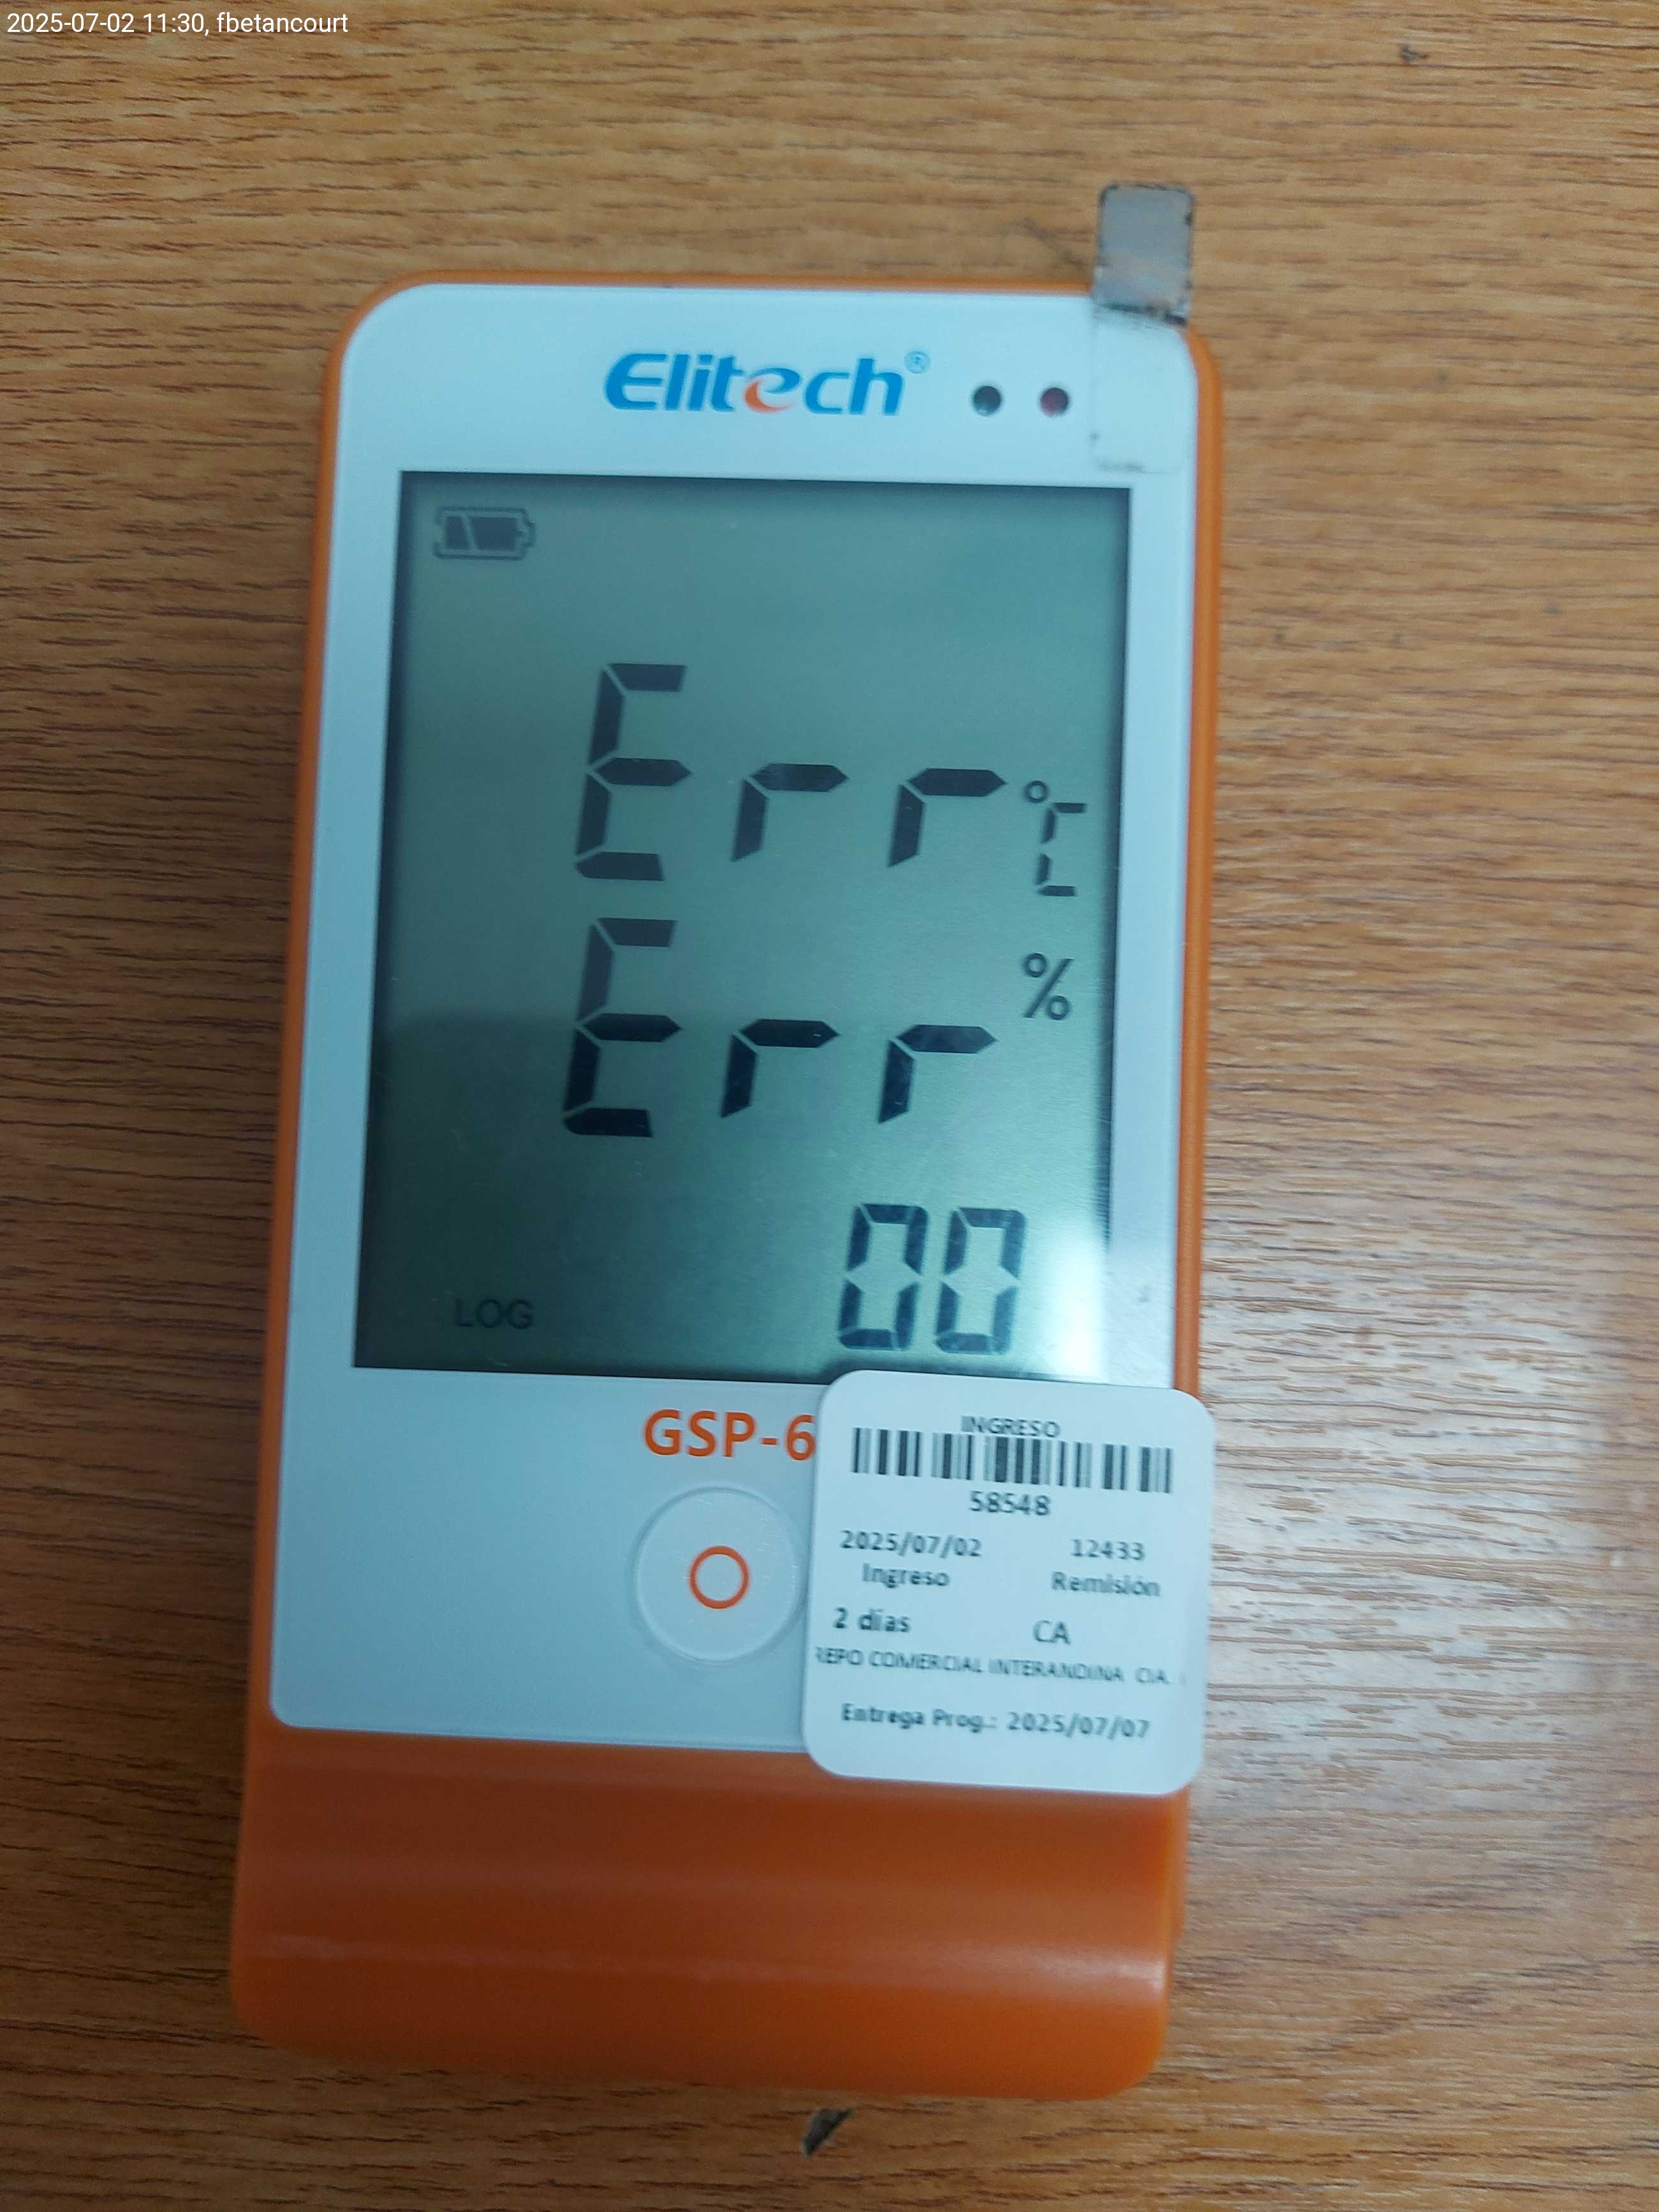 2025-07-02 11:30, fbetancourt
Elitech®
Err °C
Err %
LOG 00
GSP-6
INGRESO
58548
2025/07/02 12433
Ingreso Remisión
2 días CA
COMERCIAL INTERANDINA CIA.
Entrega Prog.: 2025/07/07